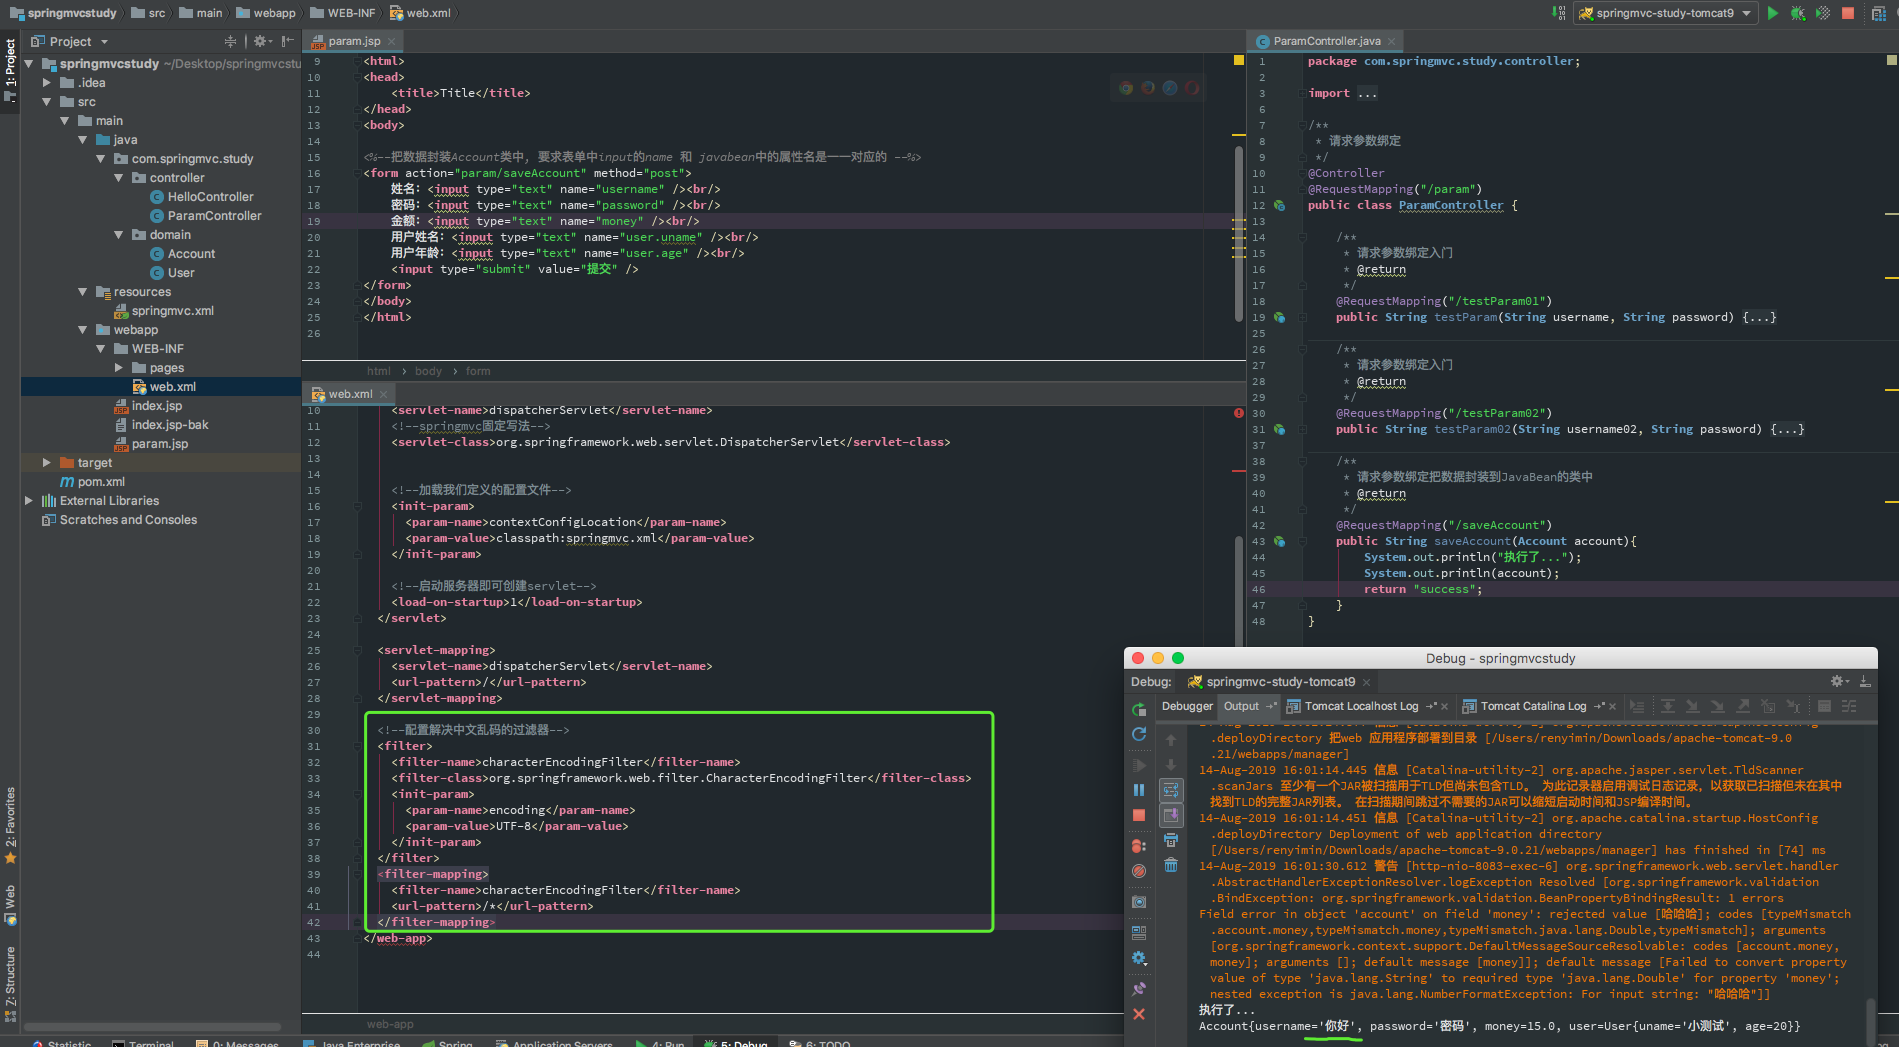 springmvcstudy src main webapp WEB-INF web.xml
springmvc-study-tomcat9
1: Project
2: Favorites
Web
7: Structure
Project
springmvcstudy ~/Desktop/springmvcstu
.idea
src
main
java
com.springmvc.study
controller
HelloController
ParamController
domain
Account
User
resources
springmvc.xml
webapp
WEB-INF
pages
web.xml
index.jsp
index.jsp-bak
param.jsp
target
pom.xml
External Libraries
Scratches and Consoles
param.jsp
9 <html>
10 <head>
11 <title>Title</title>
12 </head>
13 <body>
14
15 <%--把数据封装Account类中, 要求表单中input的name 和 javabean中的属性名是一一对应的 --%>
16 <form action="param/saveAccount" method="post">
17 姓名: <input type="text" name="username" /><br/>
18 密码: <input type="text" name="password" /><br/>
19 金额: <input type="text" name="money" /><br/>
20 用户姓名: <input type="text" name="user.uname" /><br/>
21 用户年龄: <input type="text" name="user.age" /><br/>
22 <input type="submit" value="提交" />
23 </form>
24 </body>
25 </html>
26
html › body › form
web.xml
10 <servlet-name>dispatcherServlet</servlet-name>
11 <!--springmvc固定写法-->
12 <servlet-class>org.springframework.web.servlet.DispatcherServlet</servlet-class>
13
14
15 <!--加载我们定义的配置文件-->
16 <init-param>
17 <param-name>contextConfigLocation</param-name>
18 <param-value>classpath:springmvc.xml</param-value>
19 </init-param>
20
21 <!--启动服务器即可创建servlet-->
22 <load-on-startup>1</load-on-startup>
23 </servlet>
24
25 <servlet-mapping>
26 <servlet-name>dispatcherServlet</servlet-name>
27 <url-pattern>/</url-pattern>
28 </servlet-mapping>
29
30 <!--配置解决中文乱码的过滤器-->
31 <filter>
32 <filter-name>characterEncodingFilter</filter-name>
33 <filter-class>org.springframework.web.filter.CharacterEncodingFilter</filter-class>
34 <init-param>
35 <param-name>encoding</param-name>
36 <param-value>UTF-8</param-value>
37 </init-param>
38 </filter>
39 <filter-mapping>
40 <filter-name>characterEncodingFilter</filter-name>
41 <url-pattern>/*</url-pattern>
42 </filter-mapping>
43 </web-app>
44
web-app
ParamController.java
1 package com.springmvc.study.controller;
2
3 import ...
6
7 /**
8 * 请求参数绑定
9 */
10 @Controller
11 @RequestMapping("/param")
12 public class ParamController {
13
14 /**
15 * 请求参数绑定入门
16 * @return
17 */
18 @RequestMapping("/testParam01")
19 public String testParam(String username, String password) {...}
25
26 /**
27 * 请求参数绑定入门
28 * @return
29 */
30 @RequestMapping("/testParam02")
31 public String testParam02(String username02, String password) {...}
37
38 /**
39 * 请求参数绑定把数据封装到JavaBean的类中
40 * @return
41 */
42 @RequestMapping("/saveAccount")
43 public String saveAccount(Account account){
44 System.out.println("执行了...");
45 System.out.println(account);
46 return "success";
47 }
48 }
Debug - springmvcstudy
Debug: springmvc-study-tomcat9
Debugger Output Tomcat Localhost Log Tomcat Catalina Log
.deployDirectory 把web 应用程序部署到目录 [/Users/renyimin/Downloads/apache-tomcat-9.0
.21/webapps/manager]
14-Aug-2019 16:01:14.445 信息 [Catalina-utility-2] org.apache.jasper.servlet.TldScanner
.scanJars 至少有一个JAR被扫描用于TLD但尚未包含TLD。 为此记录器启用调试日志记录, 以获取已扫描但未在其中
找到TLD的完整JAR列表。 在扫描期间跳过不需要的JAR可以缩短启动时间和JSP编译时间。
14-Aug-2019 16:01:14.451 信息 [Catalina-utility-2] org.apache.catalina.startup.HostConfig
.deployDirectory Deployment of web application directory
[/Users/renyimin/Downloads/apache-tomcat-9.0.21/webapps/manager] has finished in [74] ms
14-Aug-2019 16:01:30.612 警告 [http-nio-8083-exec-6] org.springframework.web.servlet.handler
.AbstractHandlerExceptionResolver.logException Resolved [org.springframework.validation
.BindException: org.springframework.validation.BeanPropertyBindingResult: 1 errors
Field error in object 'account' on field 'money': rejected value [哈哈哈]; codes [typeMismatch
.account.money,typeMismatch.money,typeMismatch.java.lang.Double,typeMismatch]; arguments
[org.springframework.context.support.DefaultMessageSourceResolvable: codes [account.money,
money]; arguments []; default message [money]]; default message [Failed to convert property
value of type 'java.lang.String' to required type 'java.lang.Double' for property 'money';
nested exception is java.lang.NumberFormatException: For input string: "哈哈哈"]]
执行了...
Account{username='你好', password='密码', money=15.0, user=User{uname='小测试', age=20}}
Statistic Terminal 0: Messages Java Enterprise Spring Application Servers 4: Run 5: Debug 6: TODO